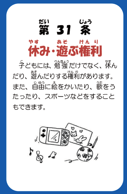 第31条
休み・遊ぶ権利
子どもには、勉強だけでなく、休ん
だり、遊んだりする権利があります。
また、自由に絵をかいたり、歌をう
たったり、スポーツなどをすること
もできます。